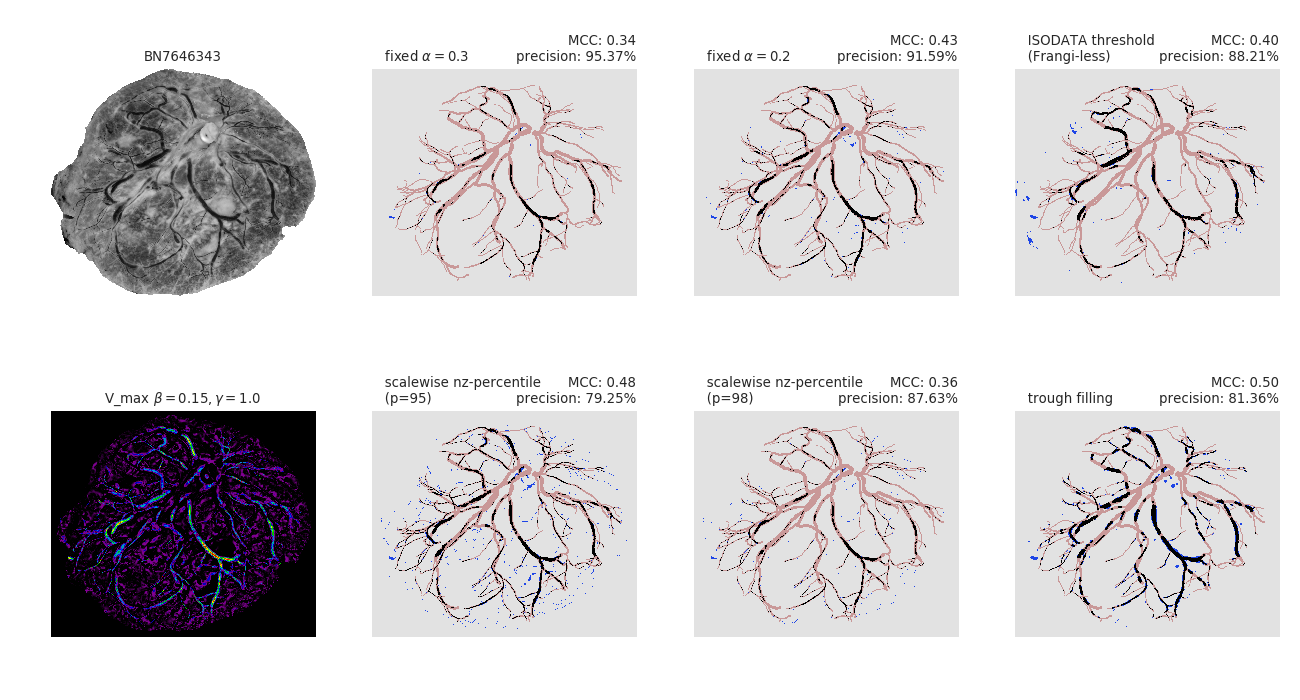 BN7646343
MCC: 0.34
fixed α = 0.3 precision: 95.37%
MCC: 0.43
fixed α = 0.2 precision: 91.59%
ISODATA threshold MCC: 0.40
(Frangi-less) precision: 88.21%
V_max β = 0.15, γ = 1.0
scalewise nz-percentile MCC: 0.48
(p=95) precision: 79.25%
scalewise nz-percentile MCC: 0.36
(p=98) precision: 87.63%
MCC: 0.50
trough filling precision: 81.36%